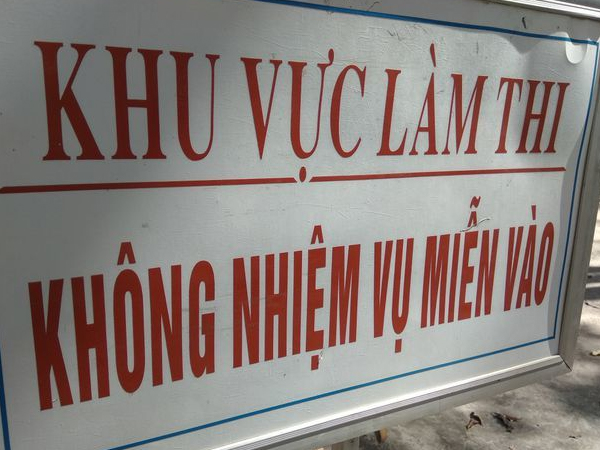 KHU VỰC LÀM THI
KHÔNG NHIỆM VỤ MIỄN VÀO